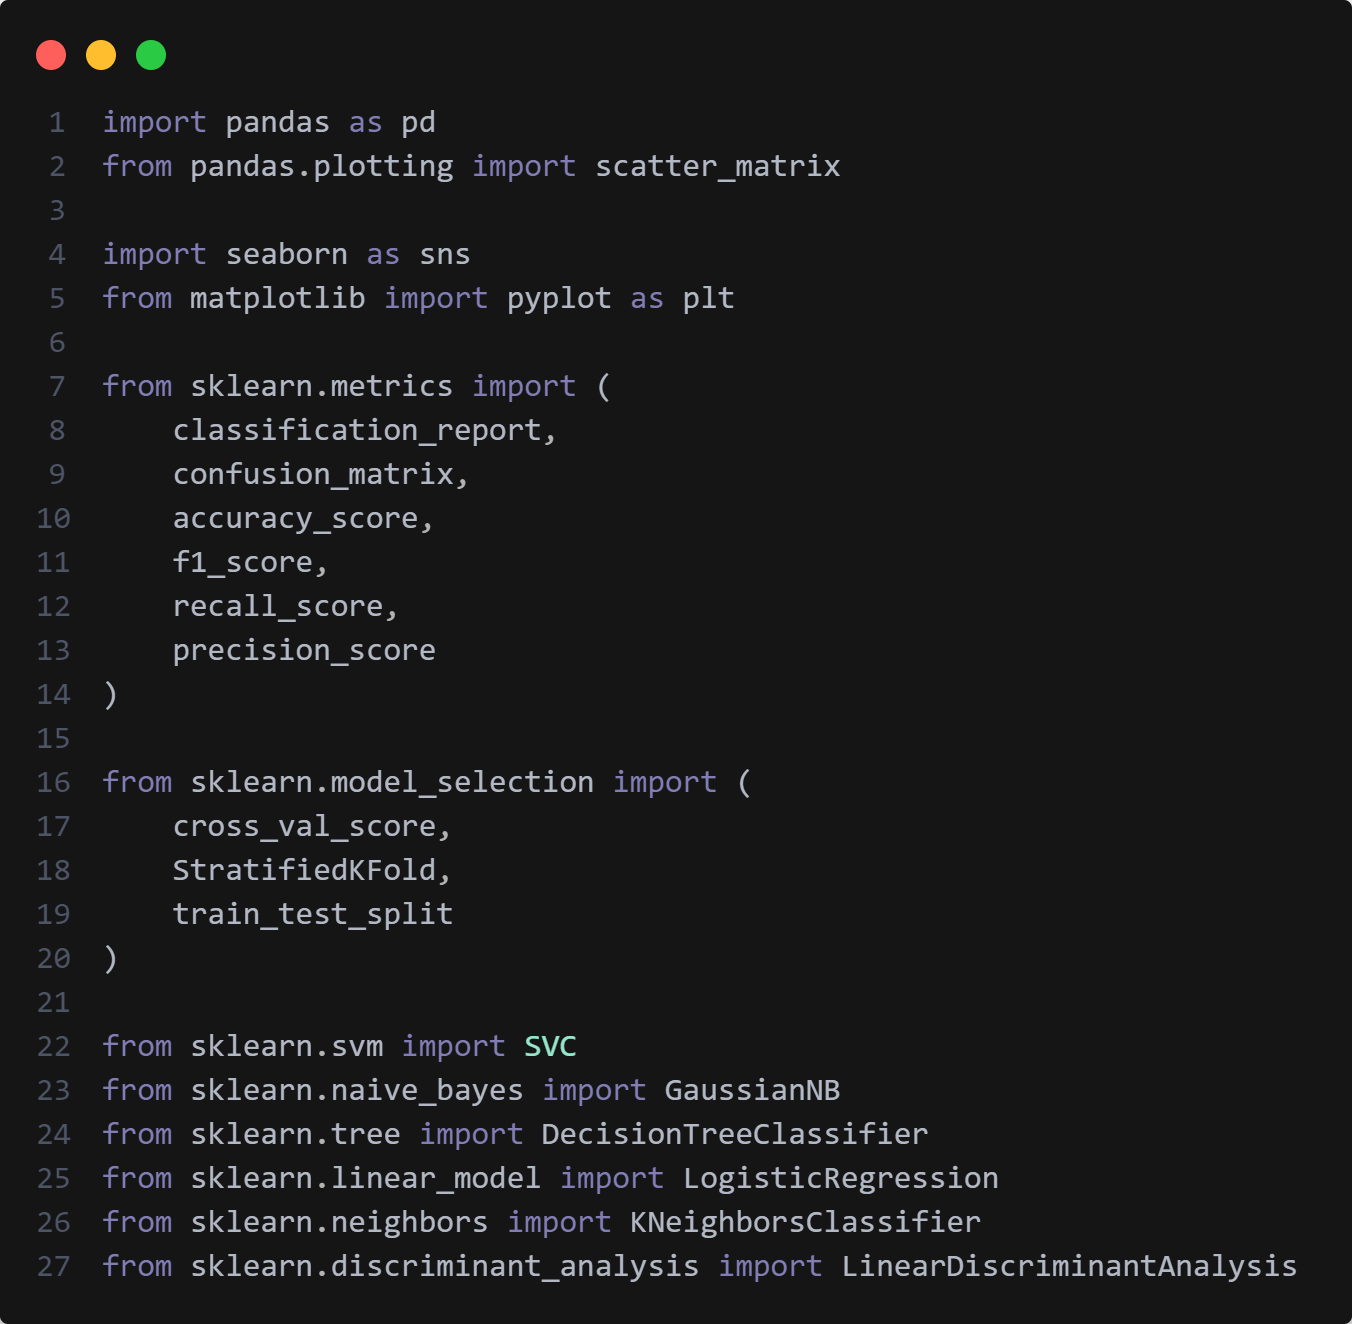 1 import pandas as pd
2 from pandas.plotting import scatter_matrix
3
4 import seaborn as sns
5 from matplotlib import pyplot as plt
6
7 from sklearn.metrics import (
8     classification_report,
9     confusion_matrix,
10     accuracy_score,
11     f1_score,
12     recall_score,
13     precision_score
14 )
15
16 from sklearn.model_selection import (
17     cross_val_score,
18     StratifiedKFold,
19     train_test_split
20 )
21
22 from sklearn.svm import SVC
23 from sklearn.naive_bayes import GaussianNB
24 from sklearn.tree import DecisionTreeClassifier
25 from sklearn.linear_model import LogisticRegression
26 from sklearn.neighbors import KNeighborsClassifier
27 from sklearn.discriminant_analysis import LinearDiscriminantAnalysis